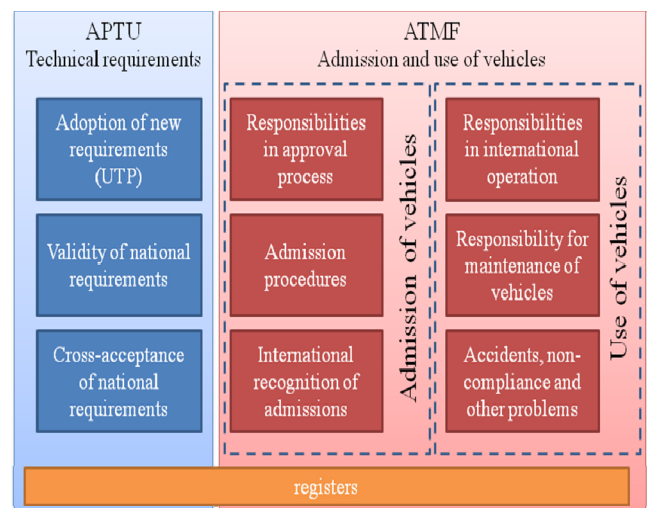 APTU
Technical requirements
Adoption of new
requirements
(UTP)
Validity of national
requirements
Cross-acceptance
of national
requirements
ATMF
Admission and use of vehicles
Responsibilities
in approval
process
Admission
procedures
International
recognition of
admissions
Admission of vehicles
Responsibilities
in international
operation
Responsibility for
maintenance of
vehicles
Accidents, non-
compliance and
other problems
Use of vehicles
registers